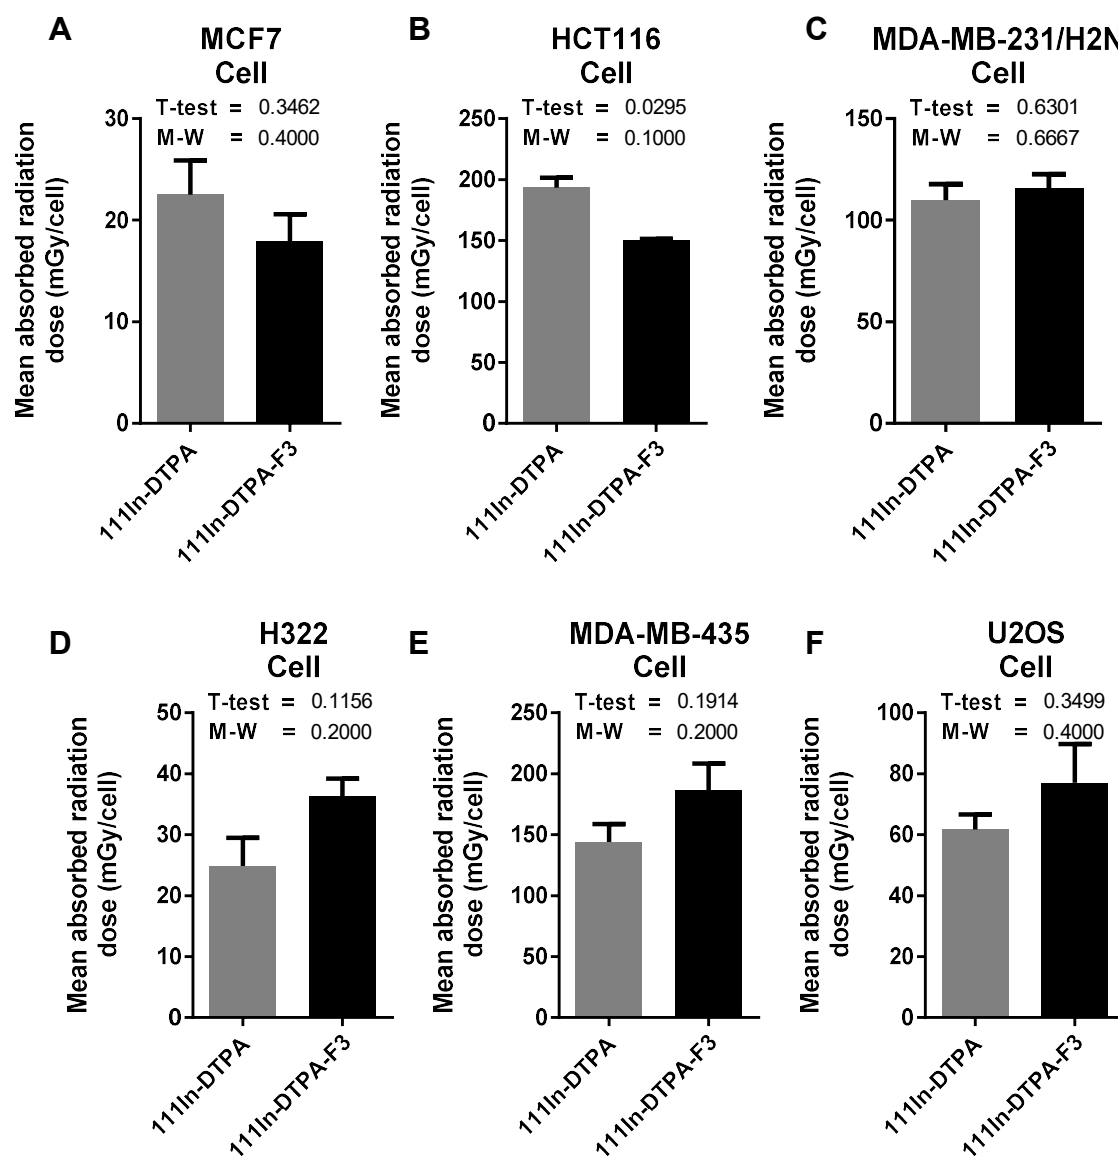 A
MCF7
Cell
T-test = 0.3462
M-W = 0.4000
Mean absorbed radiation
dose (mGy/cell)
30
20
10
0
111In-DTPA
111In-DTPA-F3
B
HCT116
Cell
T-test = 0.0295
M-W = 0.1000
Mean absorbed radiation
dose (mGy/cell)
250
200
150
100
50
0
111In-DTPA
111In-DTPA-F3
C
MDA-MB-231/H2N
Cell
T-test = 0.6301
M-W = 0.6667
Mean absorbed radiation
dose (mGy/cell)
150
100
50
0
111In-DTPA
111In-DTPA-F3
D
H322
Cell
T-test = 0.1156
M-W = 0.2000
Mean absorbed radiation
dose (mGy/cell)
50
40
30
20
10
0
111In-DTPA
111In-DTPA-F3
E
MDA-MB-435
Cell
T-test = 0.1914
M-W = 0.2000
Mean absorbed radiation
dose (mGy/cell)
250
200
150
100
50
0
111In-DTPA
111In-DTPA-F3
F
U2OS
Cell
T-test = 0.3499
M-W = 0.4000
Mean absorbed radiation
dose (mGy/cell)
100
80
60
40
20
0
111In-DTPA
111In-DTPA-F3